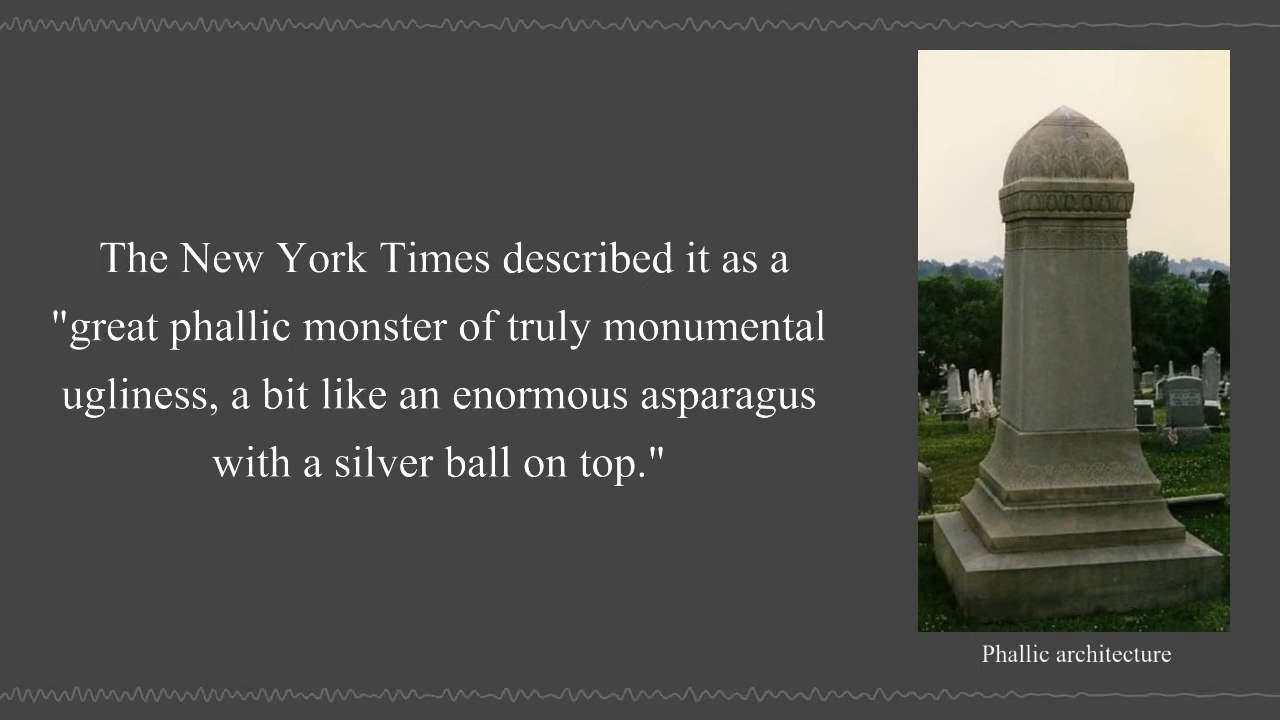 The New York Times described it as a
"great phallic monster of truly monumental
ugliness, a bit like an enormous asparagus
with a silver ball on top."
Phallic architecture